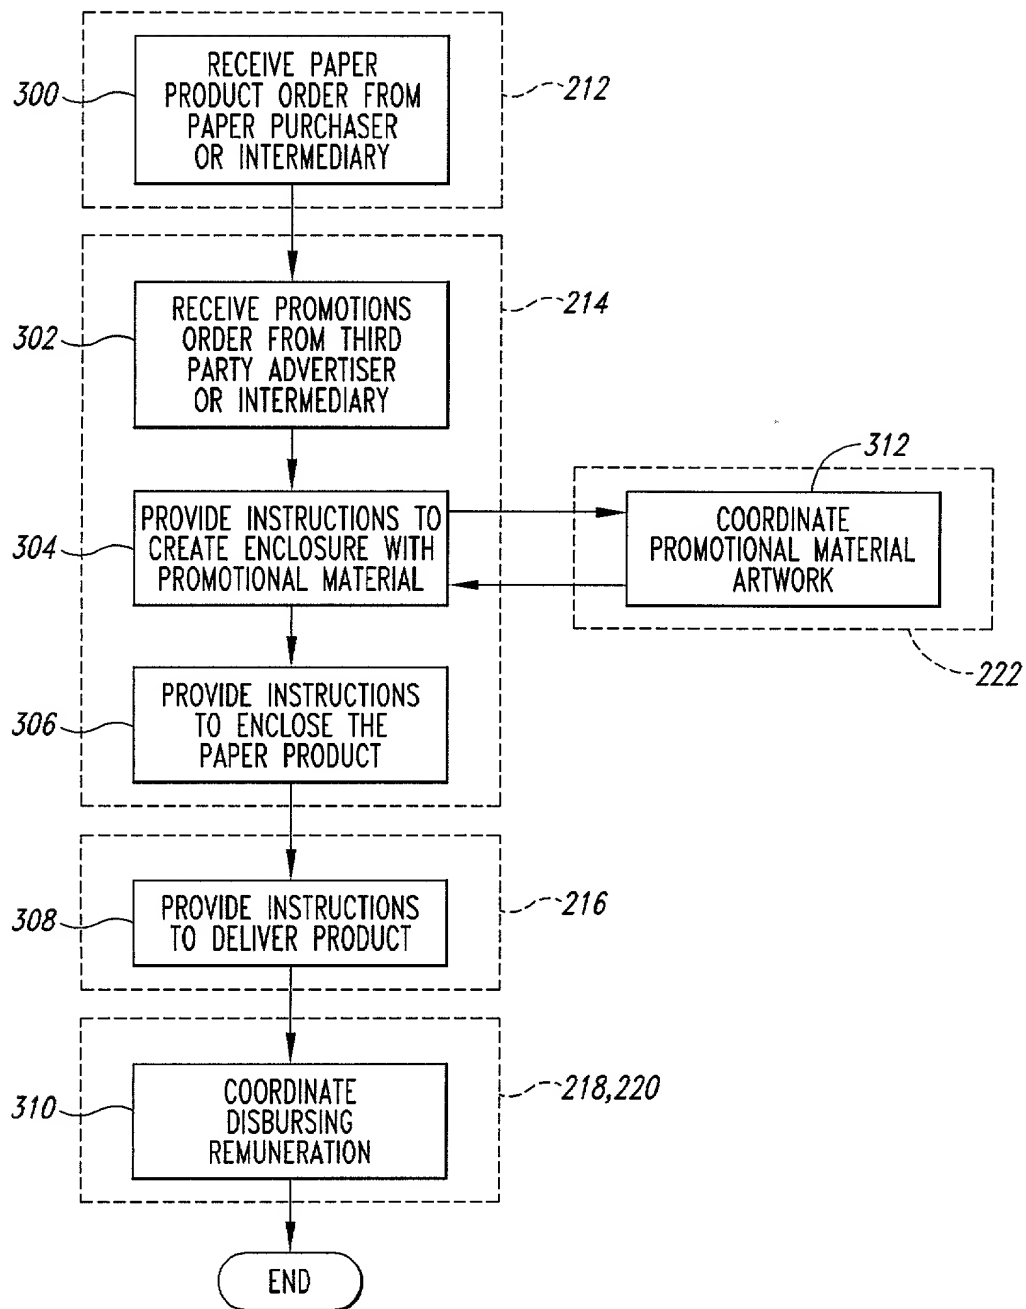 300
RECEIVE PAPER
PRODUCT ORDER FROM
PAPER PURCHASER
OR INTERMEDIARY
212
302
RECEIVE PROMOTIONS
ORDER FROM THIRD
PARTY ADVERTISER
OR INTERMEDIARY
214
304
PROVIDE INSTRUCTIONS TO
CREATE ENCLOSURE WITH
PROMOTIONAL MATERIAL
312
COORDINATE
PROMOTIONAL MATERIAL
ARTWORK
222
306
PROVIDE INSTRUCTIONS
TO ENCLOSE THE
PAPER PRODUCT
308
PROVIDE INSTRUCTIONS
TO DELIVER PRODUCT
216
310
COORDINATE
DISBURSING
REMUNERATION
218,220
END